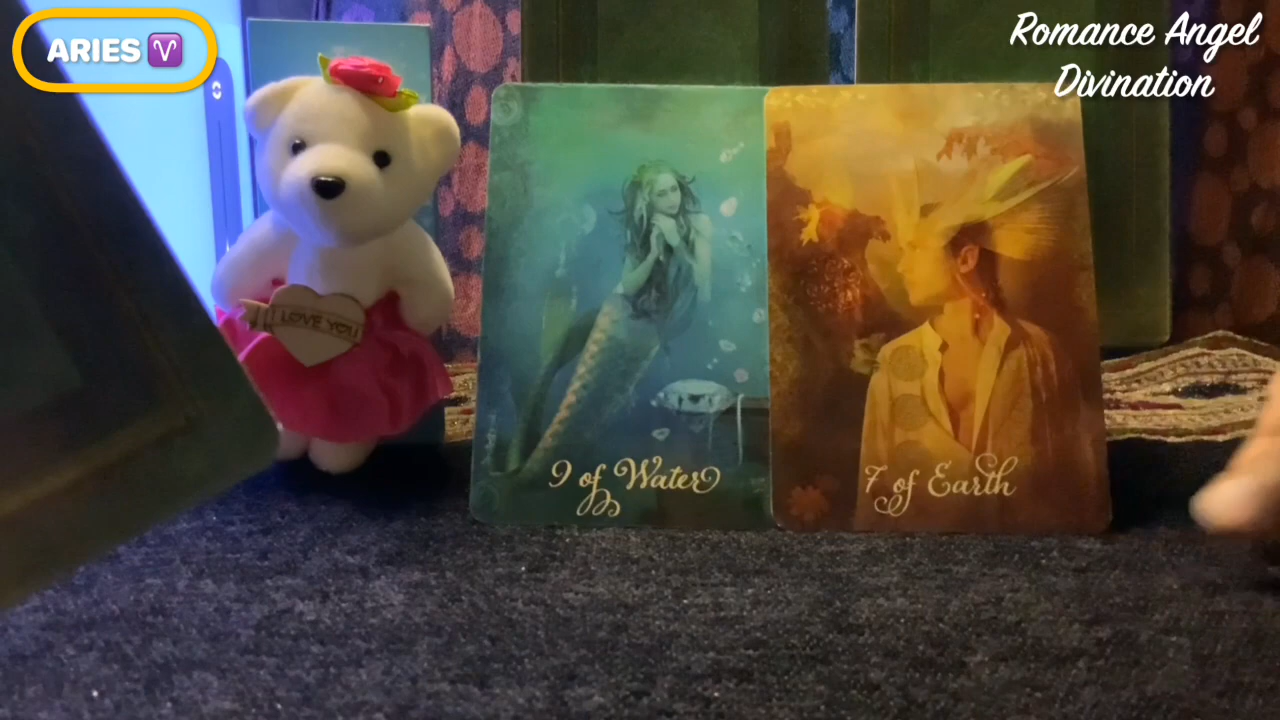 ARIES ♈
Romance Angel
Divination
I LOVE YOU
9 of Water
7 of Earth